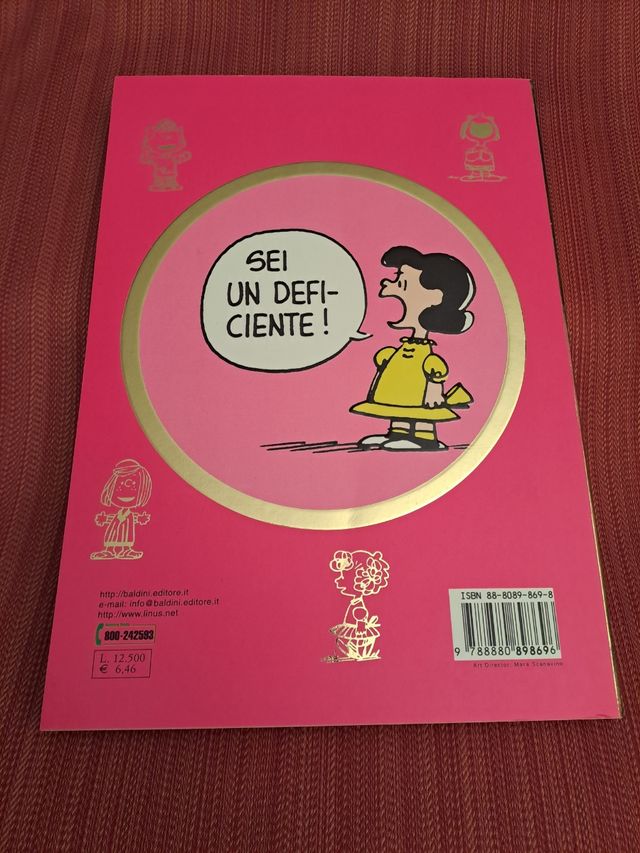 SEI
UN DEFI-
CIENTE!
http://baldini.editore.it
e-mail: info@baldini.editore.it
http://www.linus.net
800-242593
L. 12.500
€ 6,46
ISBN 88-8089-869-8
9 788880 898696
Art Director: Mara Scanavino